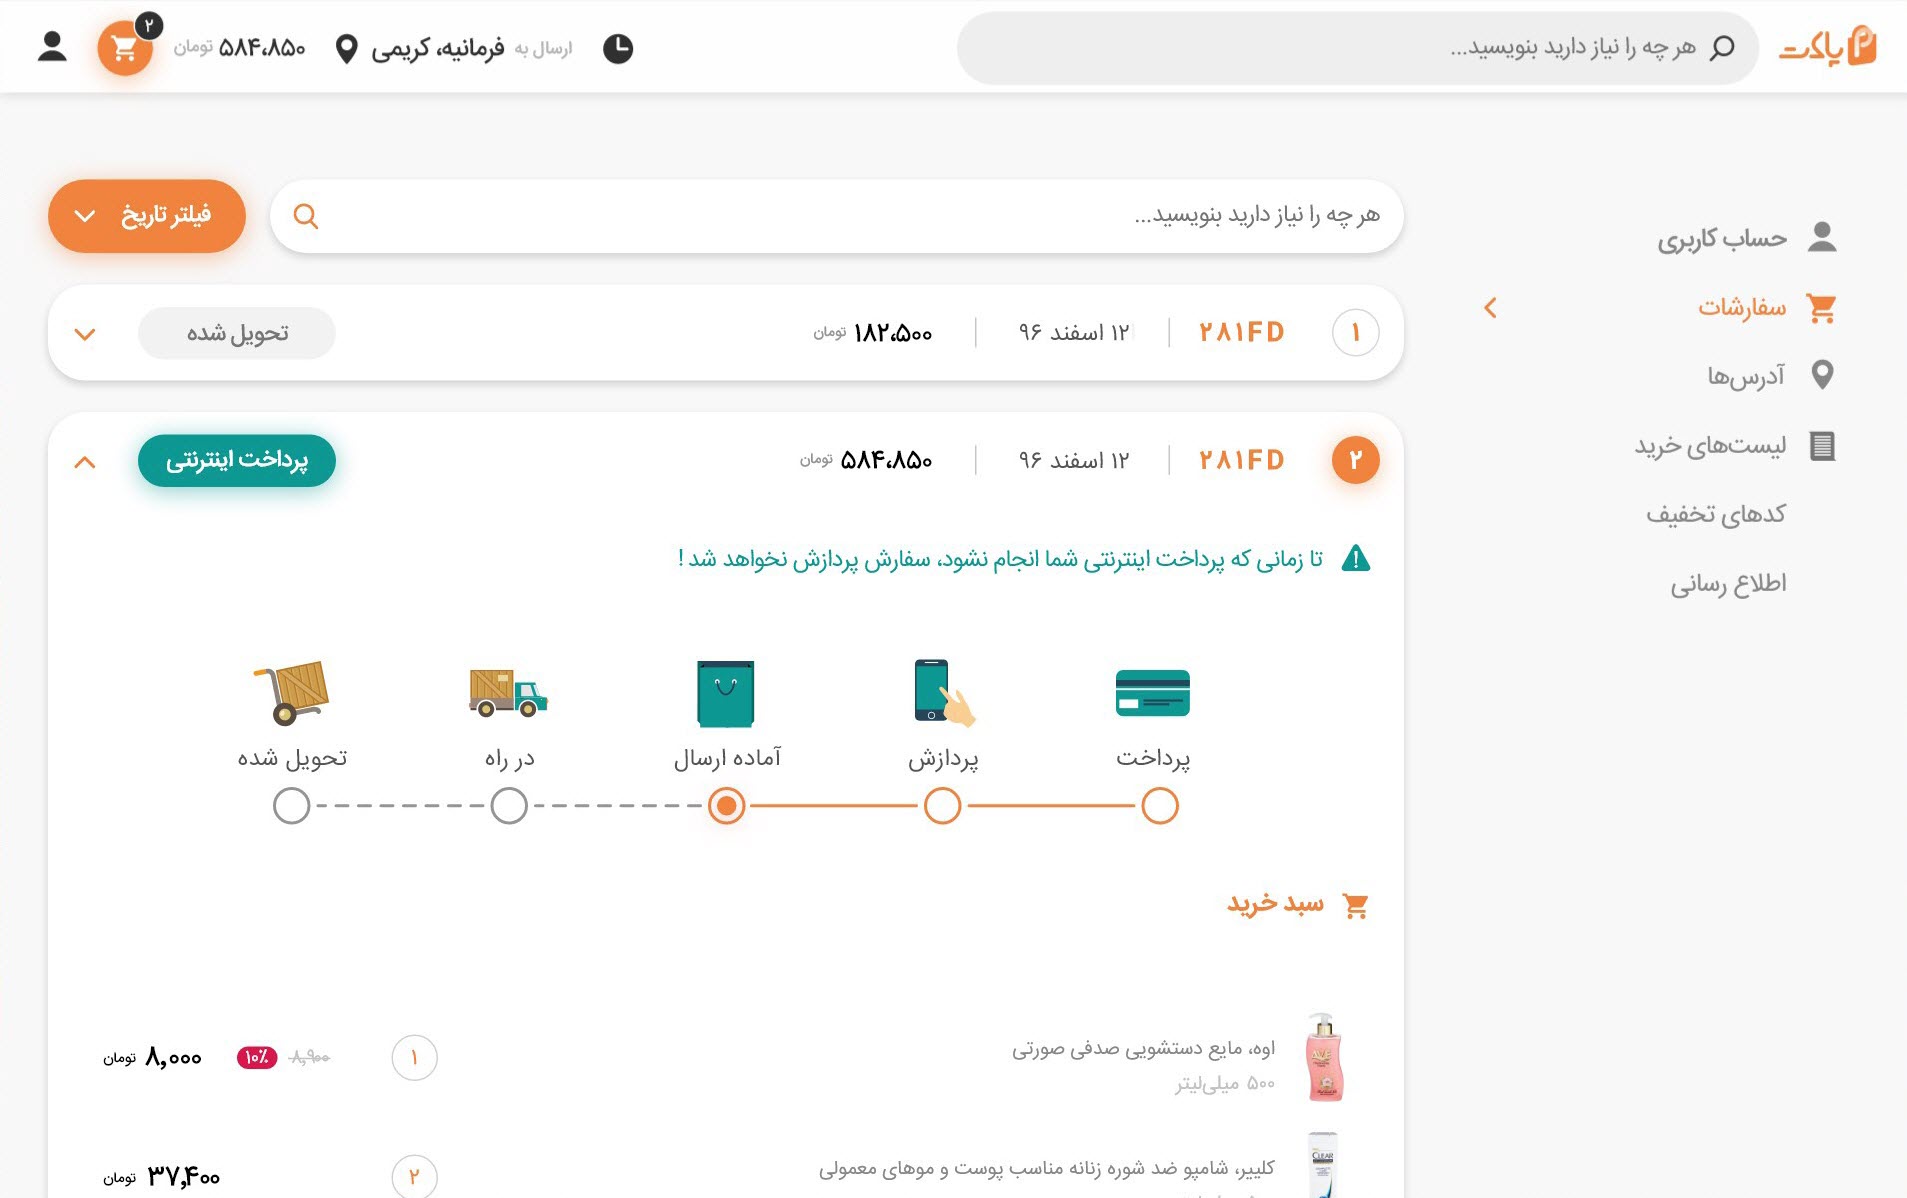 پاکت
هر چه را نیاز دارید بنویسید...
ارسال به فرمانیه، کریمی
۵۸۴،۸۵۰ تومان
۲
حساب کاربری
سفارشات
آدرس‌ها
لیست‌های خرید
کدهای تخفیف
اطلاع رسانی
هر چه را نیاز دارید بنویسید...
فیلتر تاریخ
۱ ۲۸۱FD ۱۲ اسفند ۹۶ ۱۸۲،۵۰۰ تومان تحویل شده
۲ ۲۸۱FD ۱۲ اسفند ۹۶ ۵۸۴،۸۵۰ تومان پرداخت اینترنتی
تا زمانی که پرداخت اینترنتی شما انجام نشود، سفارش پردازش نخواهد شد !
پرداخت پردازش آماده ارسال در راه تحویل شده
سبد خرید
اوه، مایع دستشویی صدفی صورتی
۵۰۰ میلی‌لیتر
۱ ۸,۹۰۰ ۱۰٪ ۸,۰۰۰ تومان
AVE
کلییر، شامپو ضد شوره زنانه مناسب پوست و موهای معمولی
۲ ۳۷,۴۰۰ تومان
CLEAR